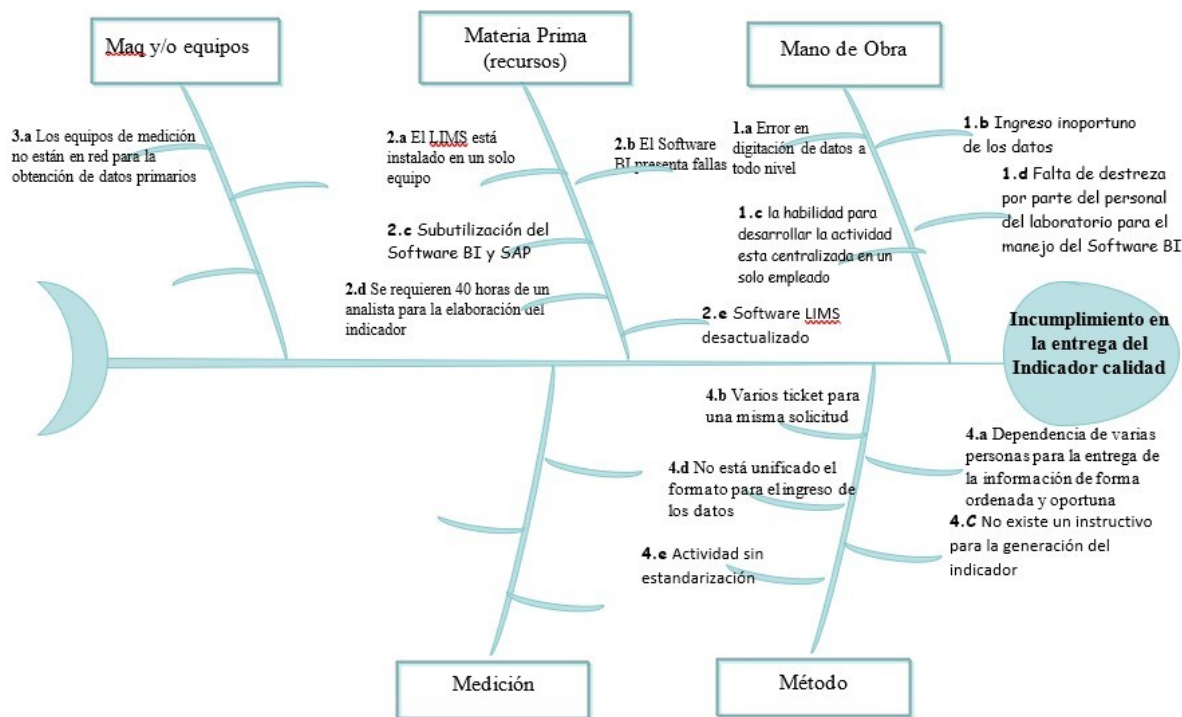 Maq y/o equipos
Materia Prima
(recursos)
Mano de Obra
3.a Los equipos de medición
no están en red para la
obtención de datos primarios
2.a El LIMS está
instalado en un solo
equipo
2.b El Software
BI presenta fallas
2.c Subutilización del
Software BI y SAP
2.d Se requieren 40 horas de un
analista para la elaboración del
indicador
2.e Software LIMS
desactualizado
1.a Error en
digitación de datos a
todo nivel
1.b Ingreso inoportuno
de los datos
1.c la habilidad para
desarrollar la actividad
esta centralizada en un
solo empleado
1.d Falta de destreza
por parte del personal
del laboratorio para el
manejo del Software BI
Incumplimiento en
la entrega del
Indicador calidad
4.b Varios ticket para
una misma solicitud
4.a Dependencia de varias
personas para la entrega de
la información de forma
ordenada y oportuna
4.d No está unificado el
formato para el ingreso de
los datos
4.C No existe un instructivo
para la generación del
indicador
4.e Actividad sin
estandarización
Medición
Método